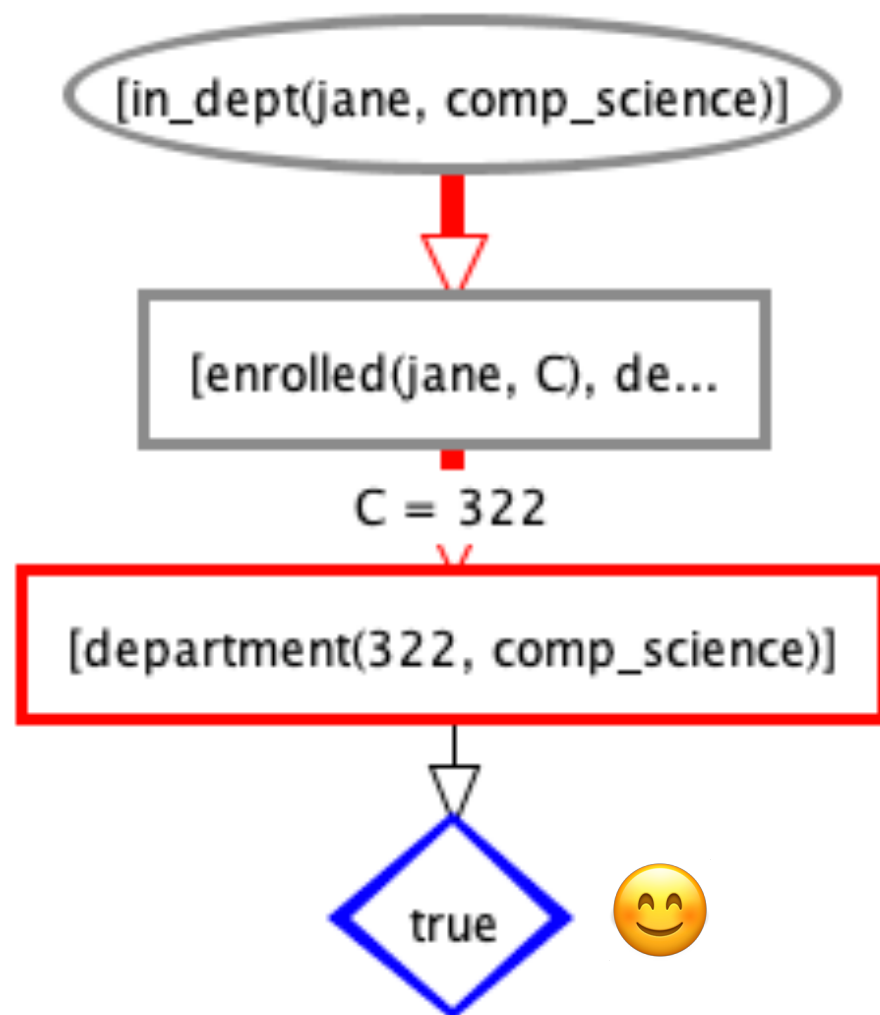 [in_dept(jane, comp_science)]
[enrolled(jane, C), de...
C = 322
[department(322, comp_science)]
true